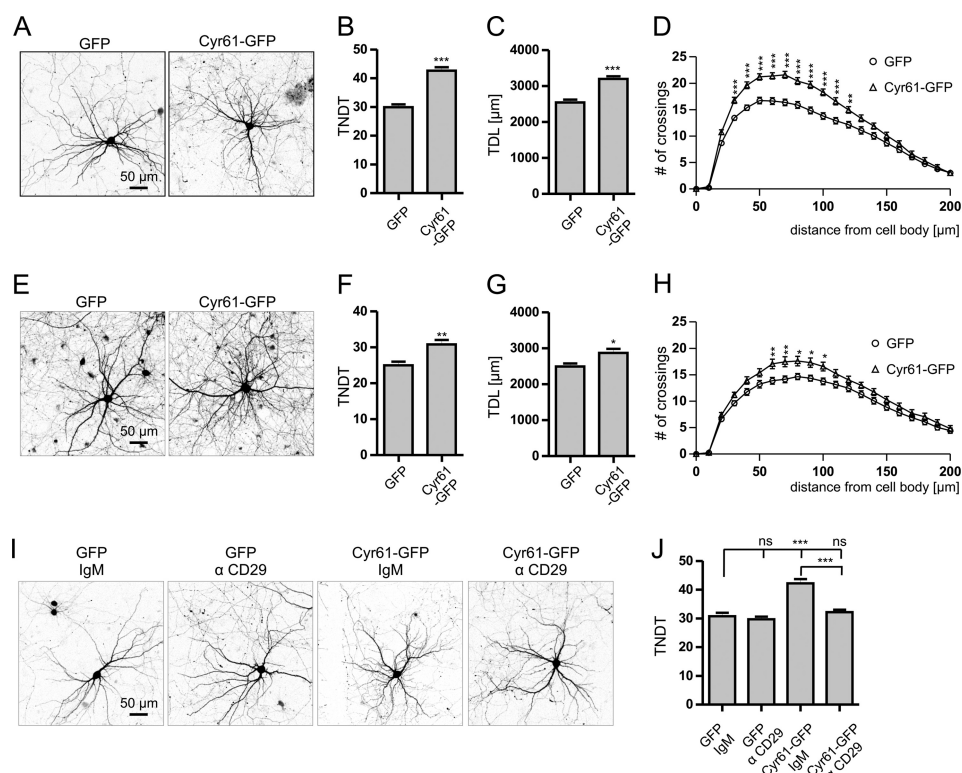 A
GFP
Cyr61-GFP
50 µm
B
50
40
30
20
10
0
TNDT
***
GFP
Cyr61
-GFP
C
4000
3000
2000
1000
0
TDL [µm]
***
GFP
Cyr61
-GFP
D
25
20
15
10
5
0
# of crossings
***
***
***
***
***
***
***
***
***
**
GFP
Cyr61-GFP
0
50
100
150
200
distance from cell body [µm]
E
GFP
Cyr61-GFP
50 µm
F
40
30
20
10
0
TNDT
**
GFP
Cyr61
-GFP
G
4000
3000
2000
1000
0
TDL [µm]
*
GFP
Cyr61
-GFP
H
25
20
15
10
5
0
# of crossings
**
**
*
*
*
GFP
Cyr61-GFP
0
50
100
150
200
distance from cell body [µm]
I
GFP
IgM
GFP
α CD29
Cyr61-GFP
IgM
Cyr61-GFP
α CD29
50 µm
J
ns
***
ns
***
50
40
30
20
10
0
TNDT
GFP
IgM
GFP
α CD29
Cyr61-GFP
IgM
Cyr61-GFP
α CD29